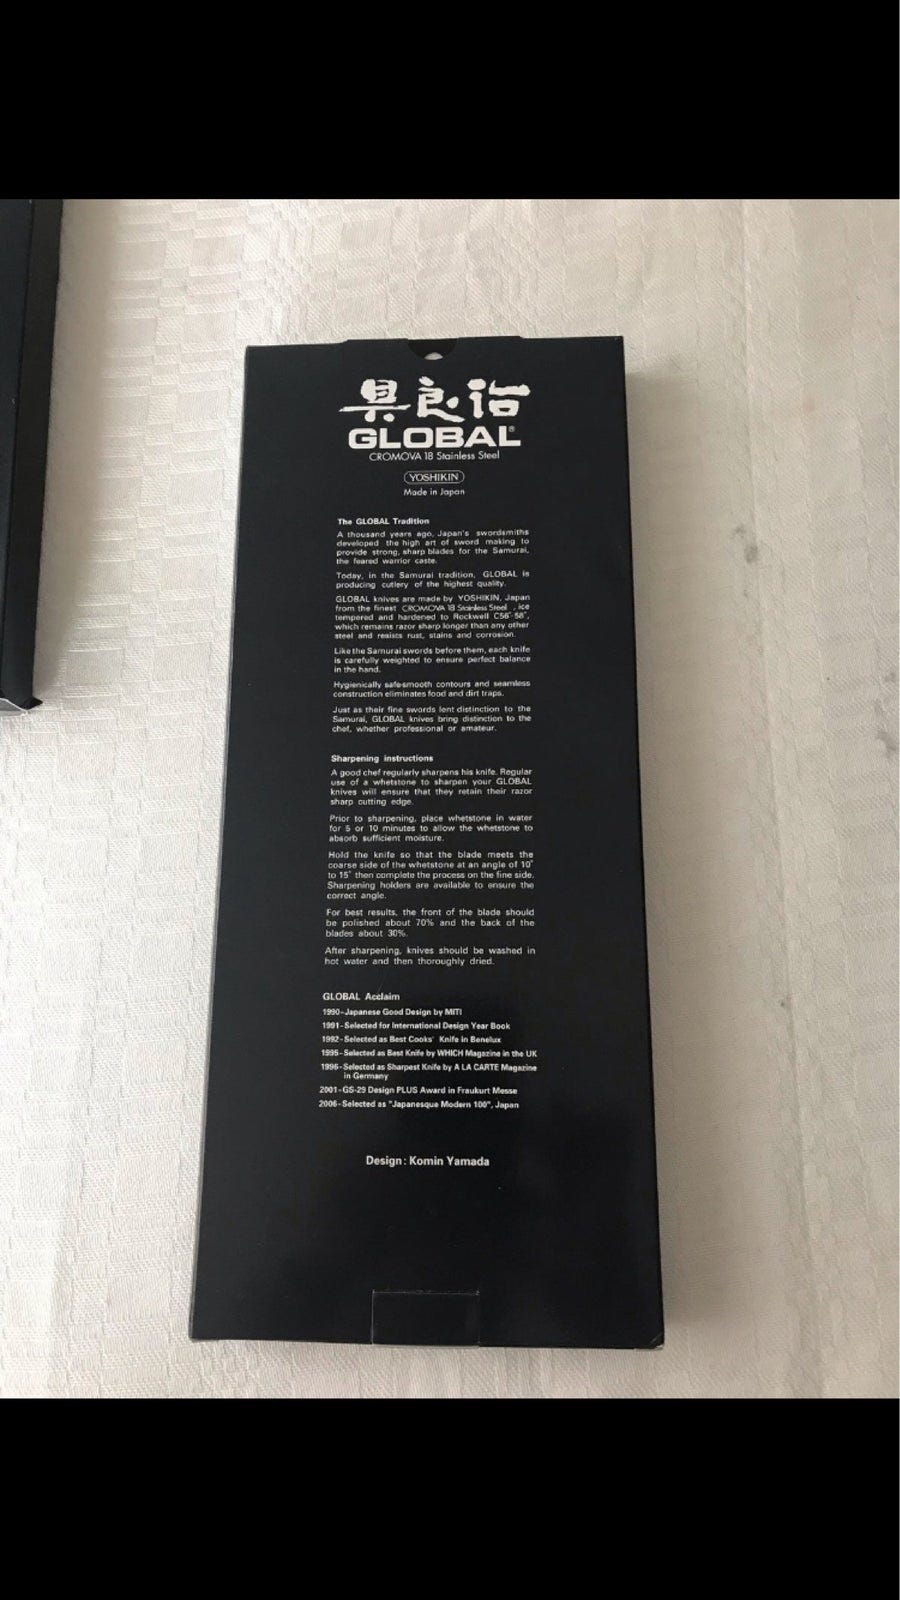 具良治
GLOBAL®
CROMOVA 18 Stainless Steel
YOSHIKIN
Made in Japan
The GLOBAL Tradition
A thousand years ago, Japan's swordsmiths
developed the high art of sword making to
provide strong, sharp blades for the Samurai,
the feared warrior caste.
Today, in the Samurai tradition, GLOBAL is
producing cutlery of the highest quality.
GLOBAL knives are made by YOSHIKIN, Japan
from the finest CROMOVA 18 Stainless Steel , ice
tempered and hardened to Rockwell C56°-58°,
which remains razor sharp longer than any other
steel and resists rust, stains and corrosion.
Like the Samurai swords before them, each knife
is carefully weighted to ensure perfect balance
in the hand.
Hygienically safe-smooth contours and seamless
construction eliminates food and dirt traps.
Just as their fine swords lent distinction to the
Samurai, GLOBAL knives bring distinction to the
chef, whether professional or amateur.
Sharpening instructions
A good chef regularly sharpens his knife. Regular
use of a whetstone to sharpen your GLOBAL
knives will ensure that they retain their razor
sharp cutting edge.
Prior to sharpening, place whetstone in water
for 5 or 10 minutes to allow the whetstone to
absorb sufficient moisture.
Hold the knife so that the blade meets the
coarse side of the whetstone at an angle of 10°
to 15° then complete the process on the fine side.
Sharpening holders are available to ensure the
correct angle.
For best results, the front of the blade should
be polished about 70% and the back of the
blades about 30%.
After sharpening, knives should be washed in
hot water and then thoroughly dried.
GLOBAL Acclaim
1990-Japanese Good Design by MITI
1991-Selected for International Design Year Book
1992-Selected as Best Cooks' Knife in Benelux
1995-Selected as Best Knife by WHICH Magazine in the UK
1996-Selected as Sharpest Knife by A LA CARTE Magazine
in Germany
2001-GS-29 Design PLUS Award in Fraukurt Messe
2006-Selected as "Japanesque Modern 100", Japan
Design : Komin Yamada